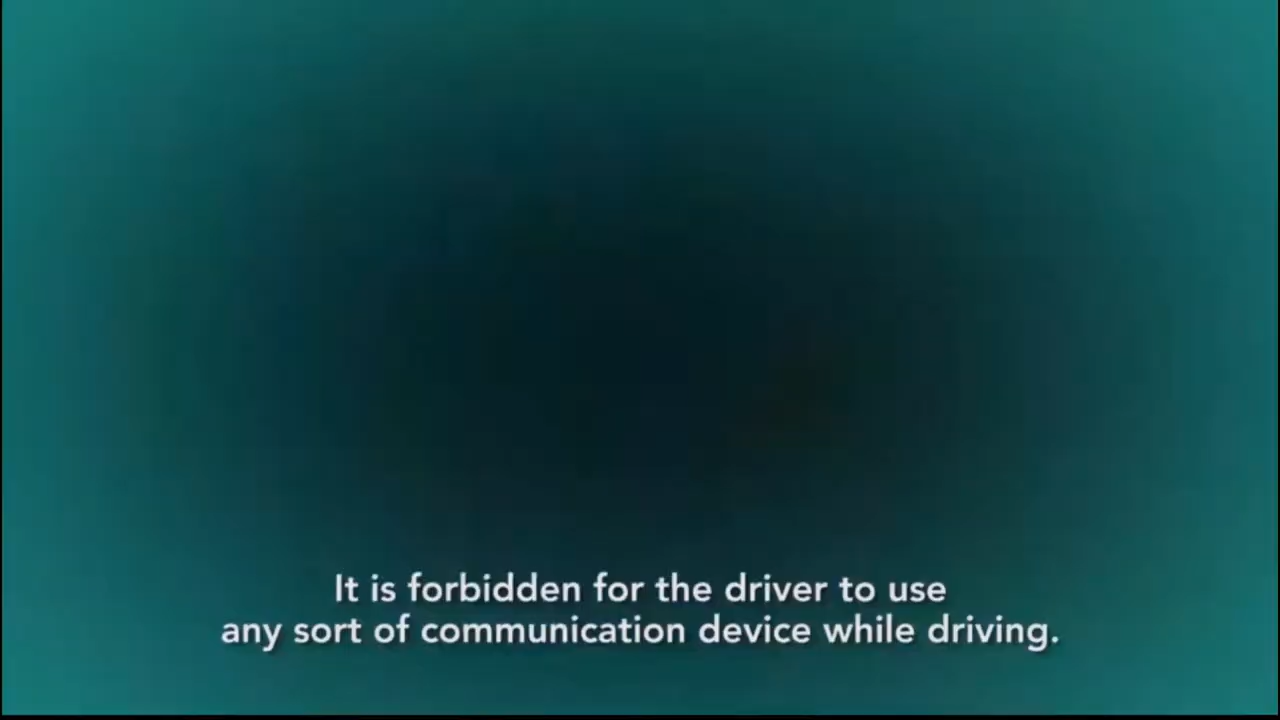 It is forbidden for the driver to use
any sort of communication device while driving.